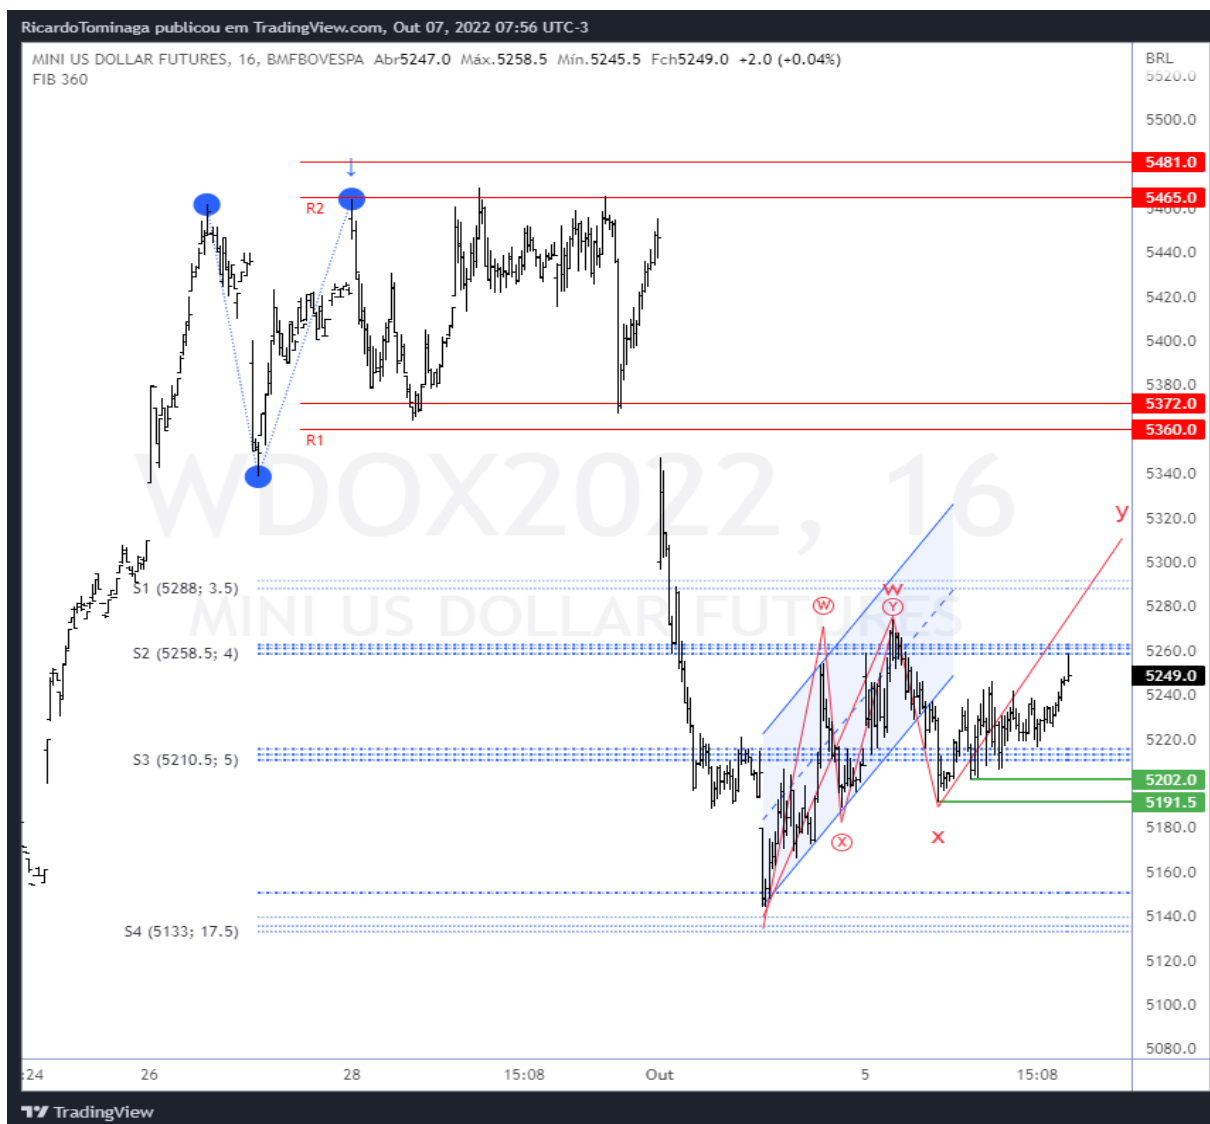 RicardoTominaga publicou em TradingView.com, Out 07, 2022 07:56 UTC-3
MINI US DOLLAR FUTURES, 16, BMFBOVESPA Abr5247.0 Máx.5258.5 Mín.5245.5 Fch5249.0 +2.0 (+0.04%)
FIB 360
BRL
5520.0
5500.0
5481.0
5465.0
5460.0
R2
5440.0
5420.0
5400.0
5380.0
5372.0
5360.0
R1
5340.0
WDOX2022, 16
5320.0
y
5300.0
S1 (5288; 3.5)
MINI US DOLLAR FUTURES
W
W
Y
5280.0
S2 (5258.5; 4)
5260.0
5249.0
5240.0
5220.0
S3 (5210.5; 5)
5202.0
5191.5
X
x
5180.0
5160.0
5140.0
S4 (5133; 17.5)
5120.0
5100.0
5080.0
:24 26 28 15:08 Out 5 15:08
TradingView